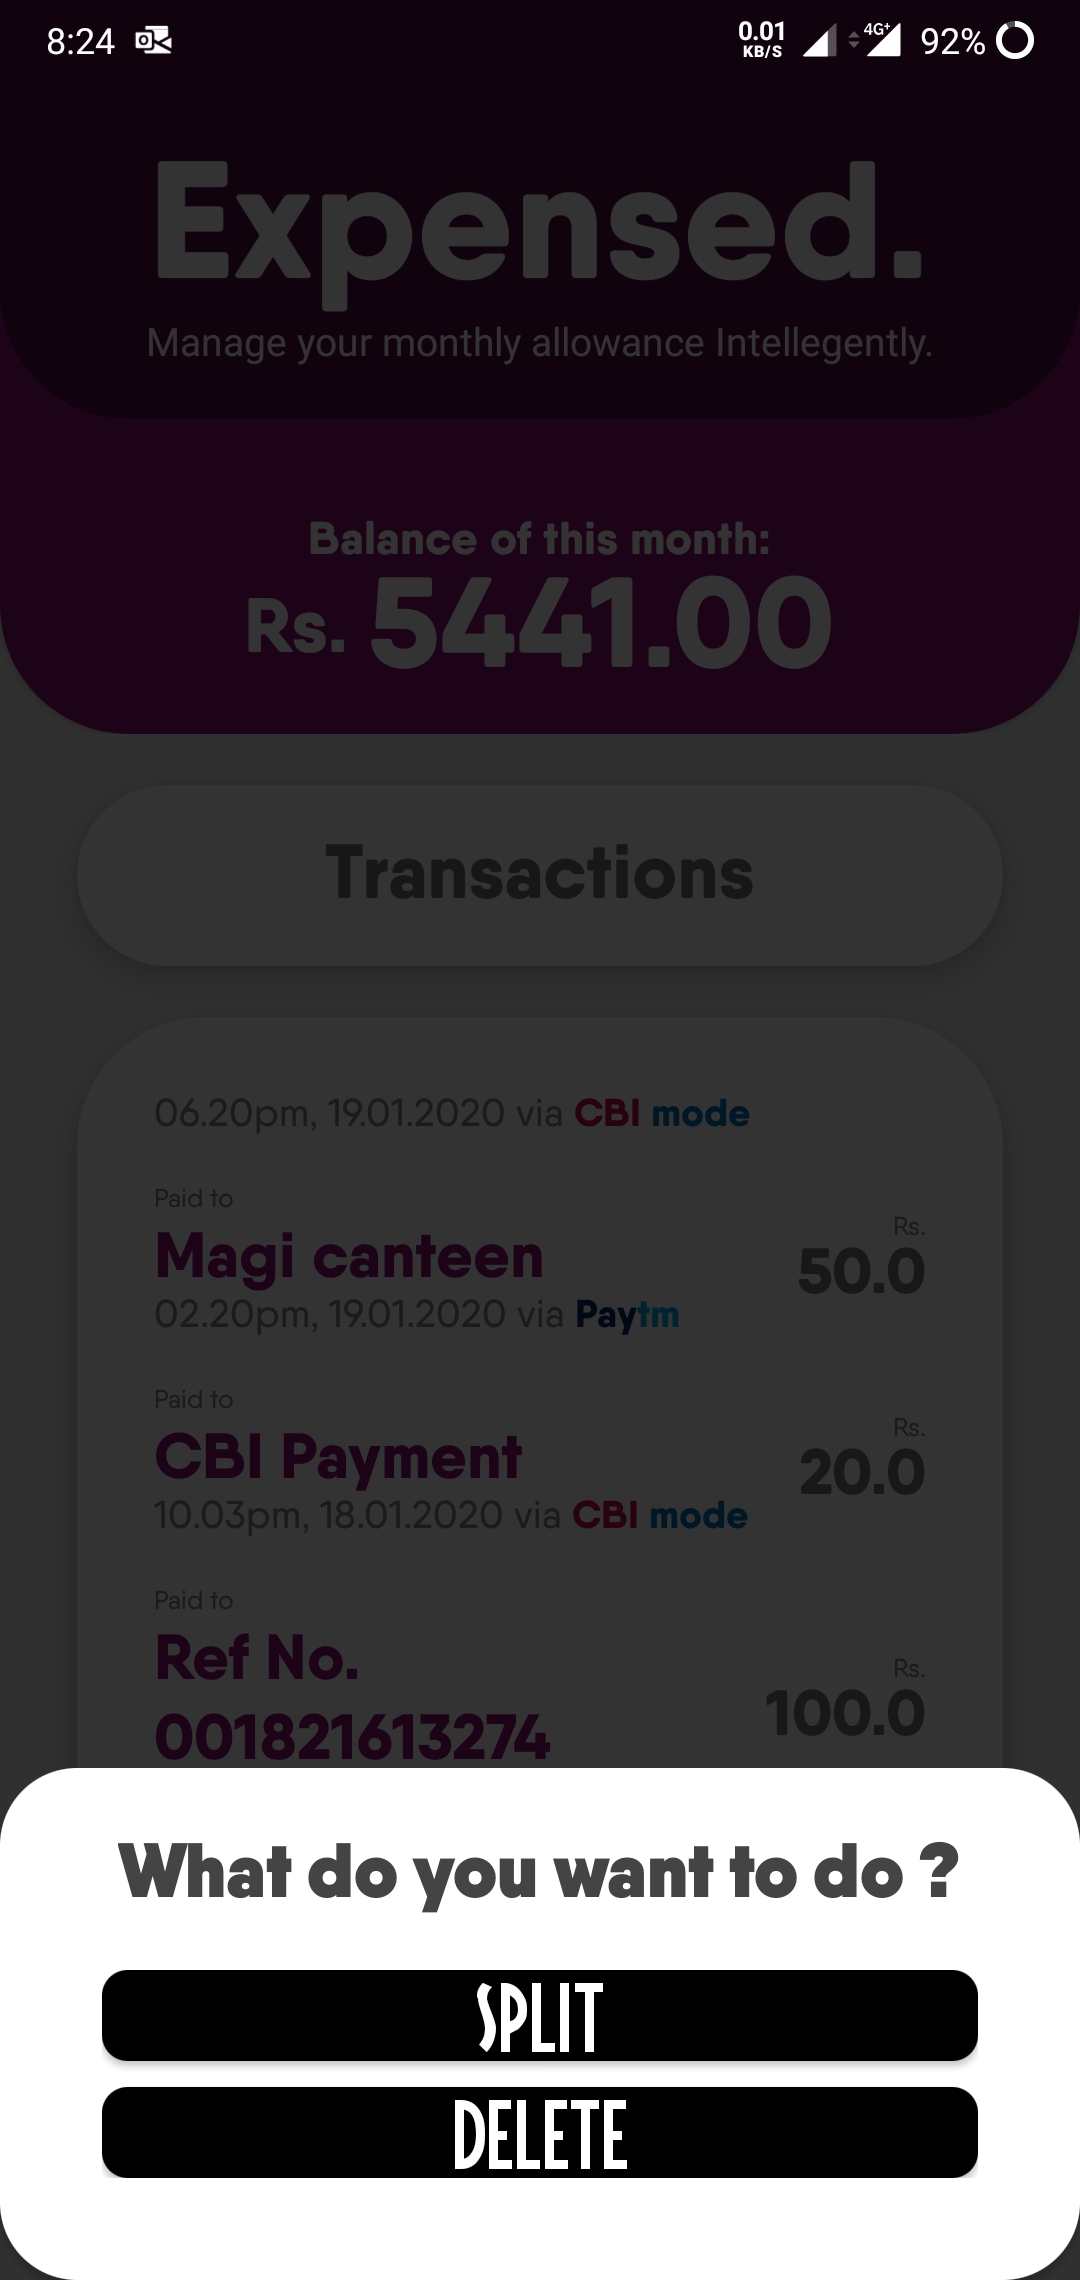 8:24
0.01
KB/S
4G+
92%
Expensed.
Manage your monthly allowance Intellegently.
Balance of this month:
Rs. 5441.00
Transactions
06.20pm, 19.01.2020 via CBI mode
Paid to
Rs.
Magi canteen
50.0
02.20pm, 19.01.2020 via Paytm
Paid to
Rs.
CBI Payment
20.0
10.03pm, 18.01.2020 via CBI mode
Paid to
Ref No.
Rs.
001821613274
100.0
What do you want to do ?
SPLIT
DELETE